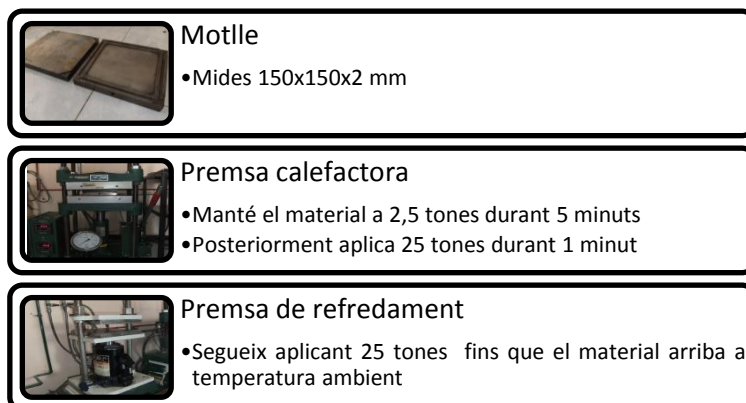 Motlle
•Mides 150x150x2 mm
Premsa calefactora
•Manté el material a 2,5 tones durant 5 minuts
•Posteriorment aplica 25 tones durant 1 minut
Premsa de refredament
•Segueix aplicant 25 tones fins que el material arriba a
temperatura ambient